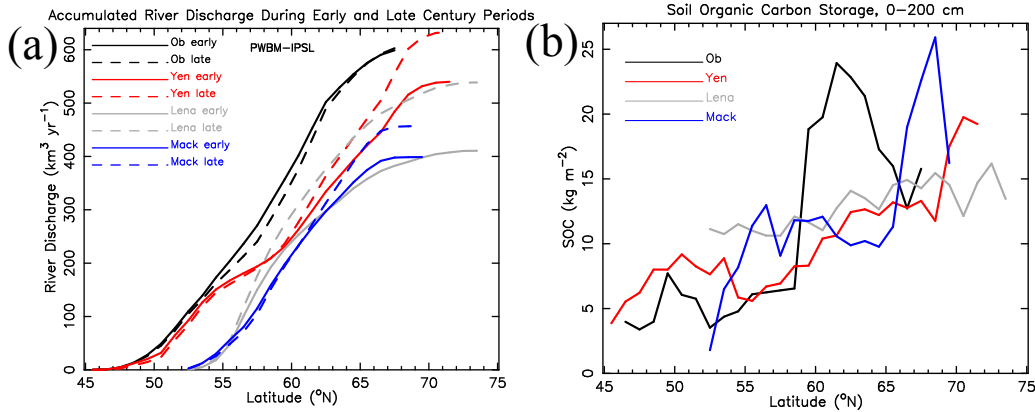 Accumulated River Discharge During Early and Late Century Periods
(a)
PWBM-IPSL
Ob early
Ob late
Yen early
Yen late
Lena early
Lena late
Mack early
Mack late
River Discharge (km³ yr⁻¹)
600
500
400
300
200
100
0
45 50 55 60 65 70 75
Latitude (°N)
Soil Organic Carbon Storage, 0-200 cm
(b)
Ob
Yen
Lena
Mack
SOC (kg m⁻²)
25
20
15
10
5
0
45 50 55 60 65 70 75
Latitude (°N)